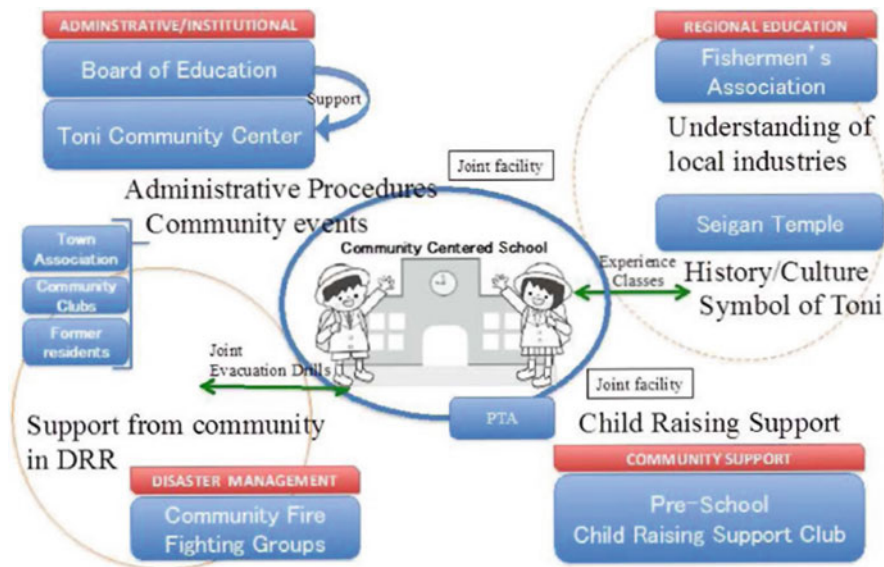 ADMINSTRATIVE/INSTITUTIONAL
Board of Education
Support
Toni Community Center
REGIONAL EDUCATION
Fishermen's
Association
Understanding of
local industries
Joint facility
Administrative Procedures
Community events
Town
Association
Community
Clubs
Former
residents
Community Centered School
Seigan Temple
Experience
Classes
History/Culture
Symbol of Toni
Joint
Evacuation Drills
Support from community
in DRR
DISASTER MANAGEMENT
Community Fire
Fighting Groups
Joint facility
PTA
Child Raising Support
COMMUNITY SUPPORT
Pre-School
Child Raising Support Club